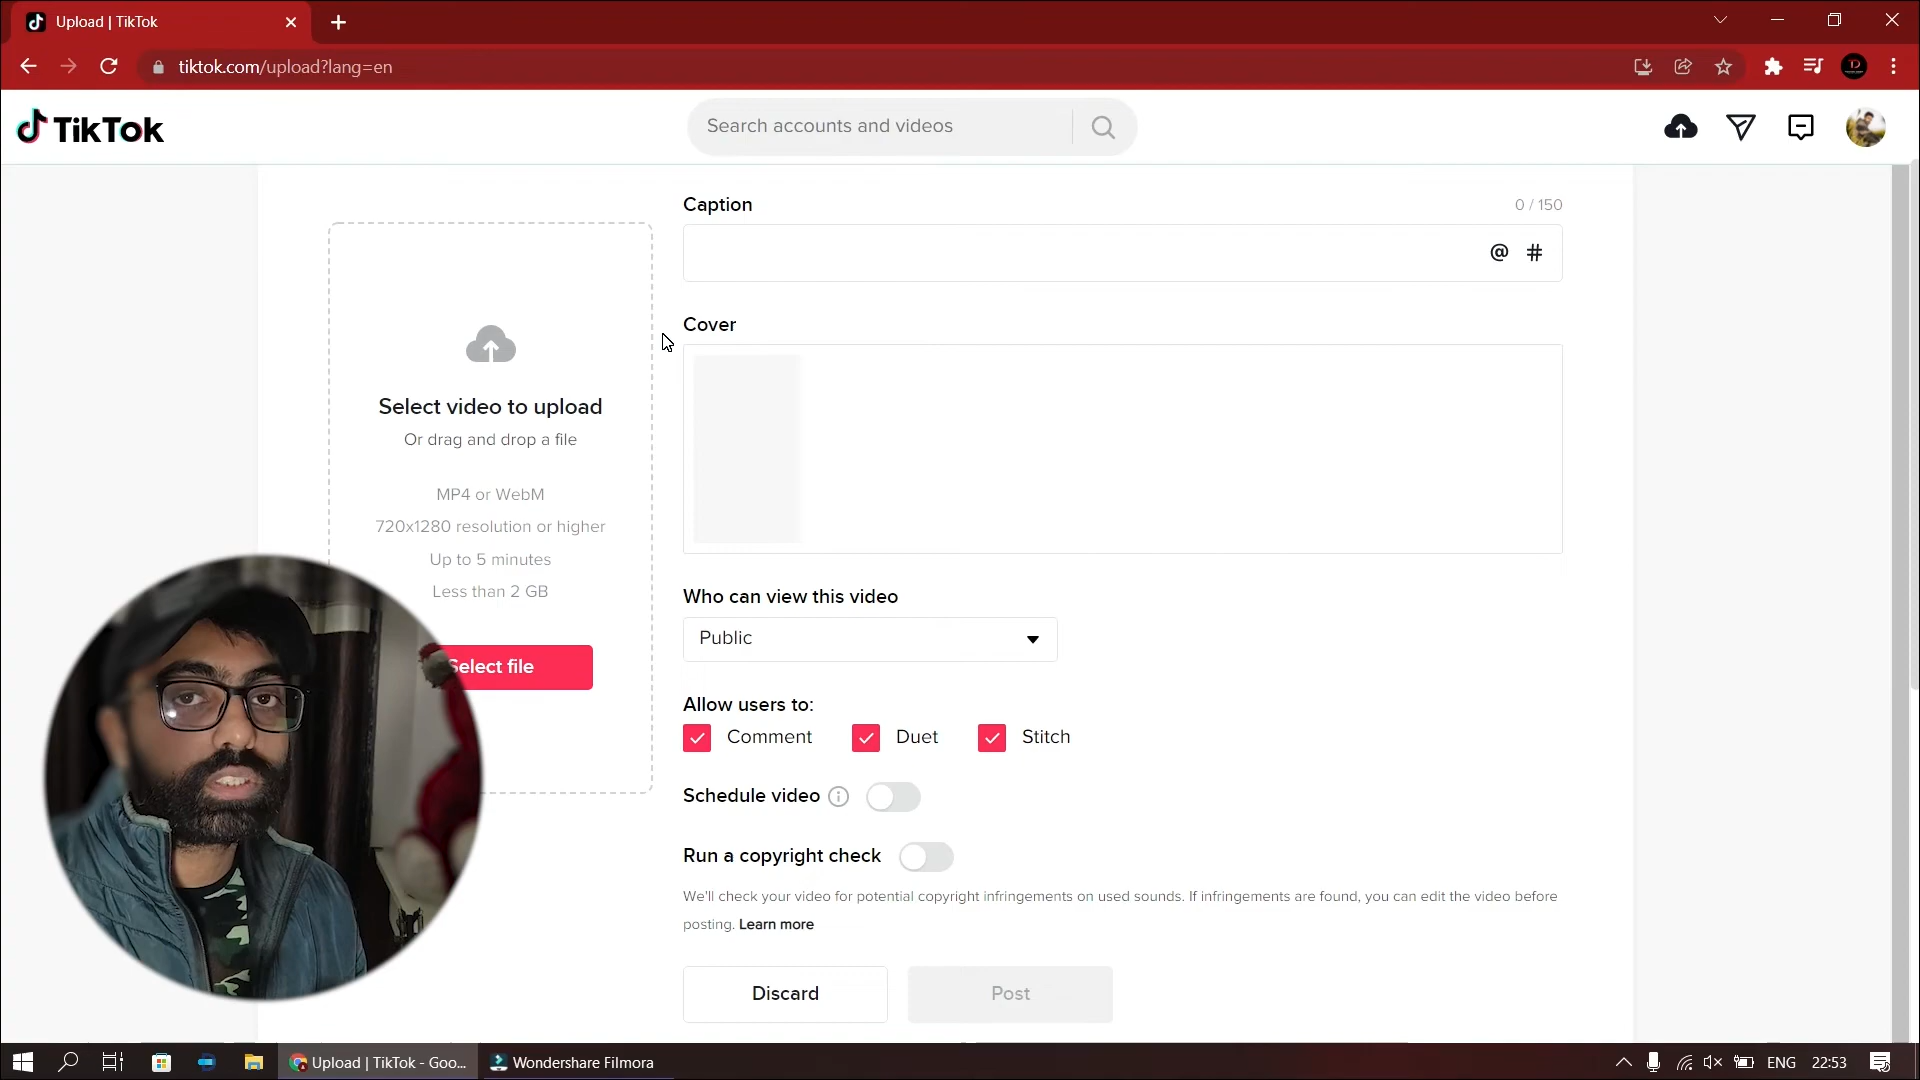 Upload | TikTok
tiktok.com/upload?lang=en
TikTok
Search accounts and videos
Caption
0 / 150
@ #
Cover
Select video to upload
Or drag and drop a file
MP4 or WebM
720x1280 resolution or higher
Up to 5 minutes
Less than 2 GB
Select file
Who can view this video
Public
Allow users to:
Comment
Duet
Stitch
Schedule video
Run a copyright check
We'll check your video for potential copyright infringements on used sounds. If infringements are found, you can edit the video before
posting. Learn more
Discard
Post
Upload | TikTok - Goo...
Wondershare Filmora
ENG
22:53